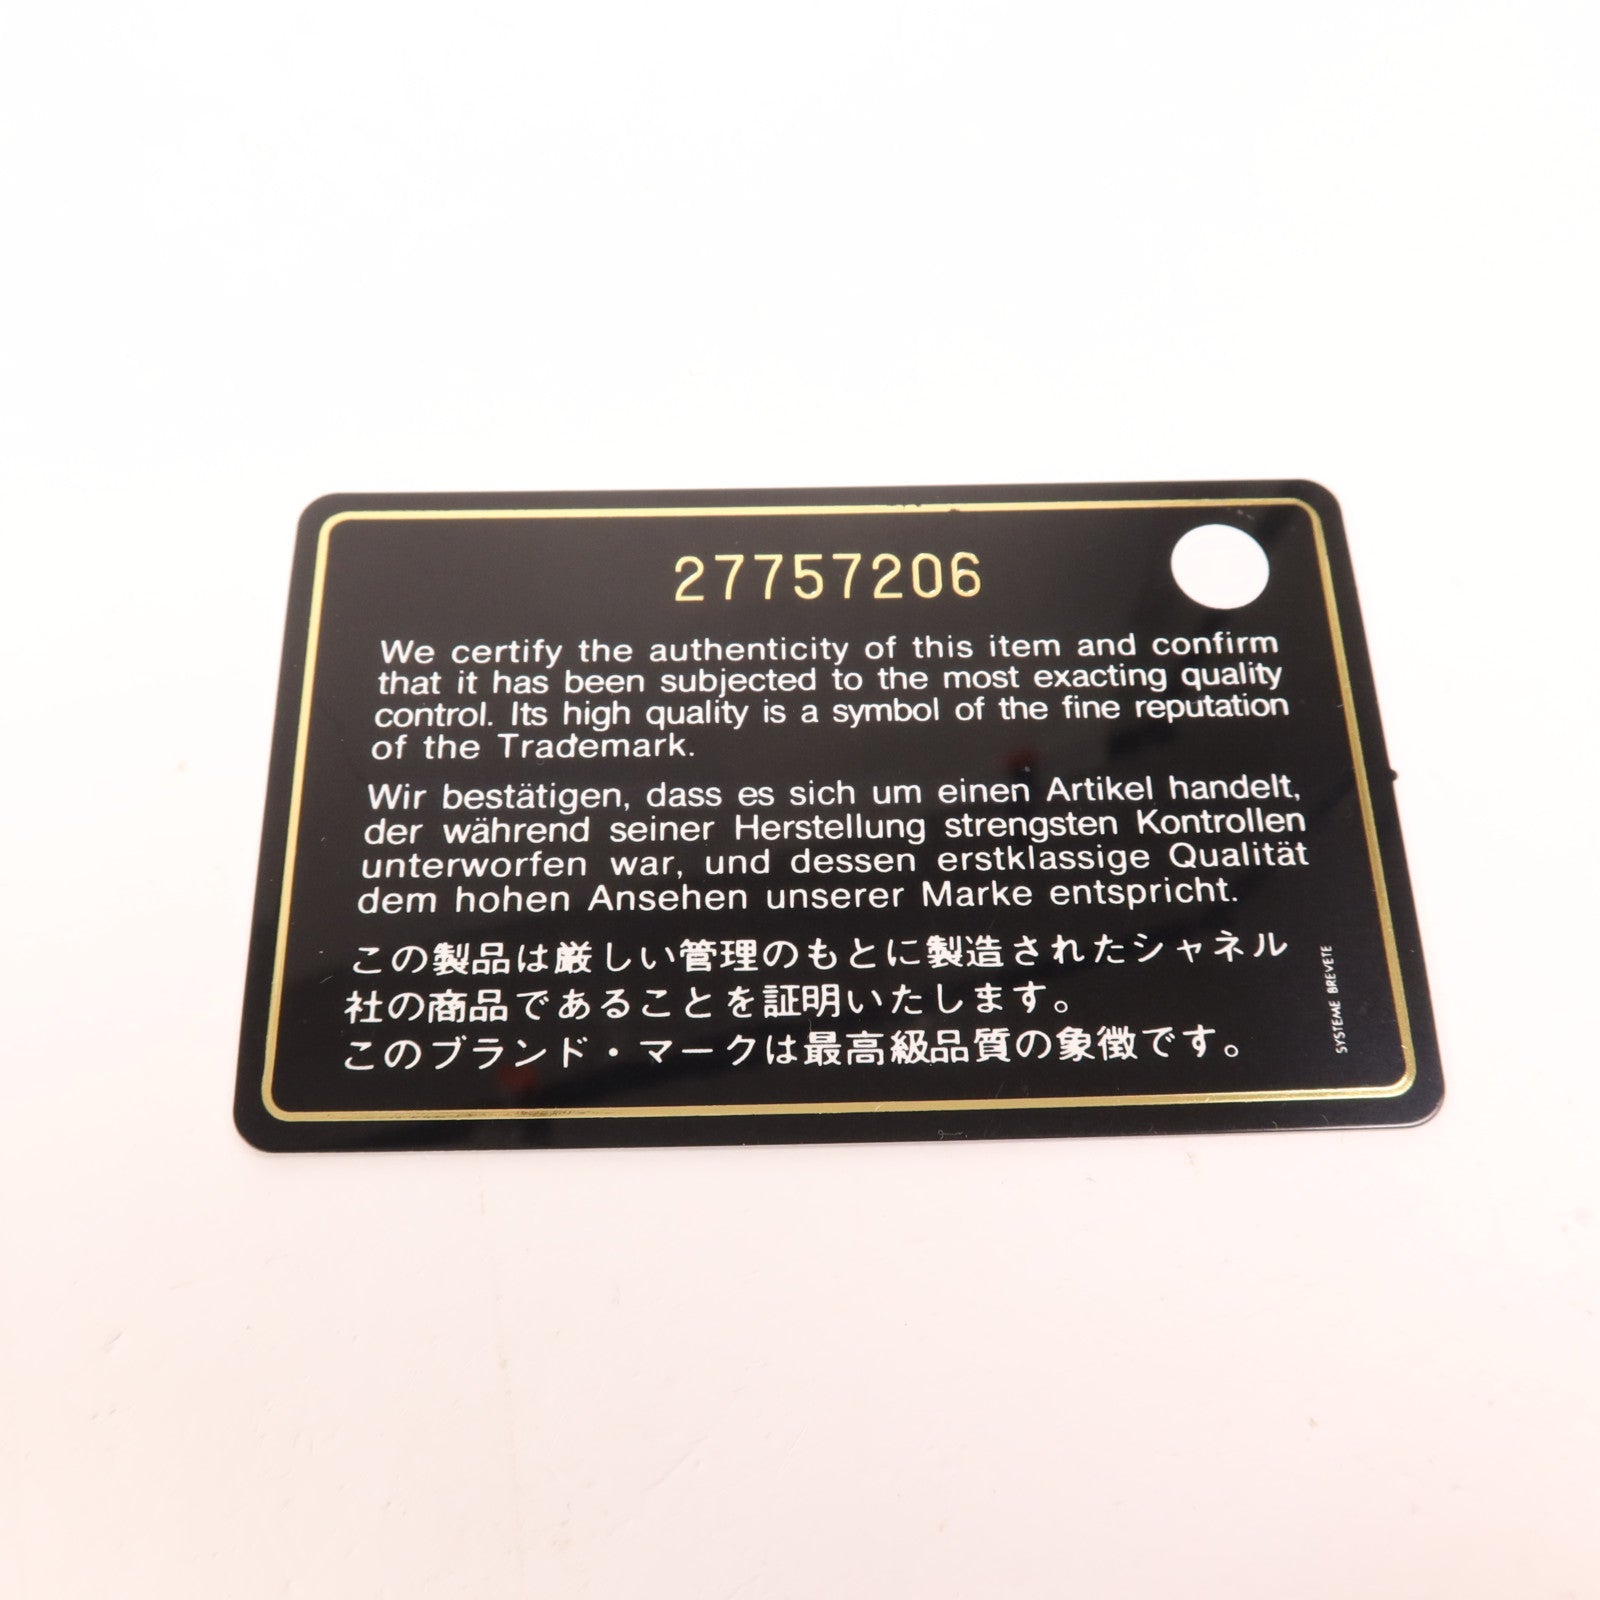 27757206
We certify the authenticity of this item and confirm
that it has been subjected to the most exacting quality
control. Its high quality is a symbol of the fine reputation
of the Trademark.
Wir bestätigen, dass es sich um einen Artikel handelt,
der während seiner Herstellung strengsten Kontrollen
unterworfen war, und dessen erstklassige Qualität
dem hohen Ansehen unserer Marke entspricht.
この製品は厳しい管理のもとに製造されたシャネル
社の商品であることを証明いたします。
このブランド・マークは最高級品質の象徴です。
SYSTEME BREVETE